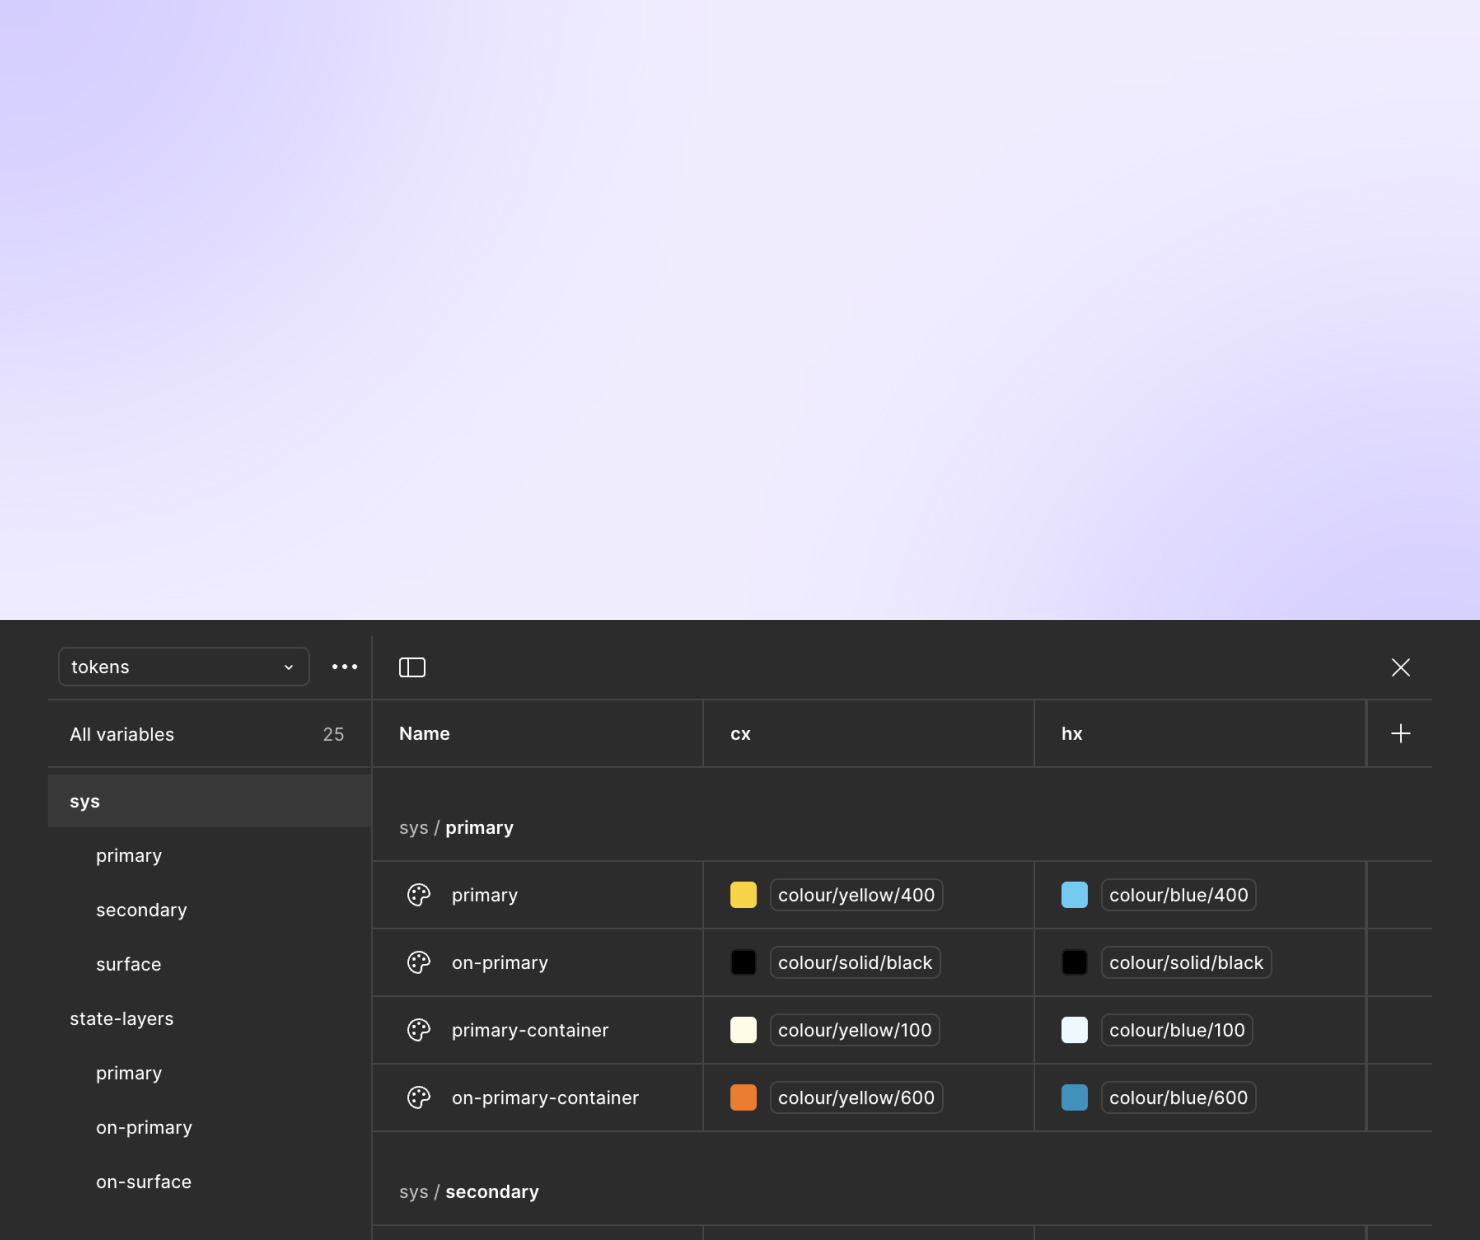 tokens
All variables 25
sys
primary
secondary
surface
state-layers
primary
on-primary
on-surface
Name cx hx
sys / primary
primary colour/yellow/400 colour/blue/400
on-primary colour/solid/black colour/solid/black
primary-container colour/yellow/100 colour/blue/100
on-primary-container colour/yellow/600 colour/blue/600
sys / secondary